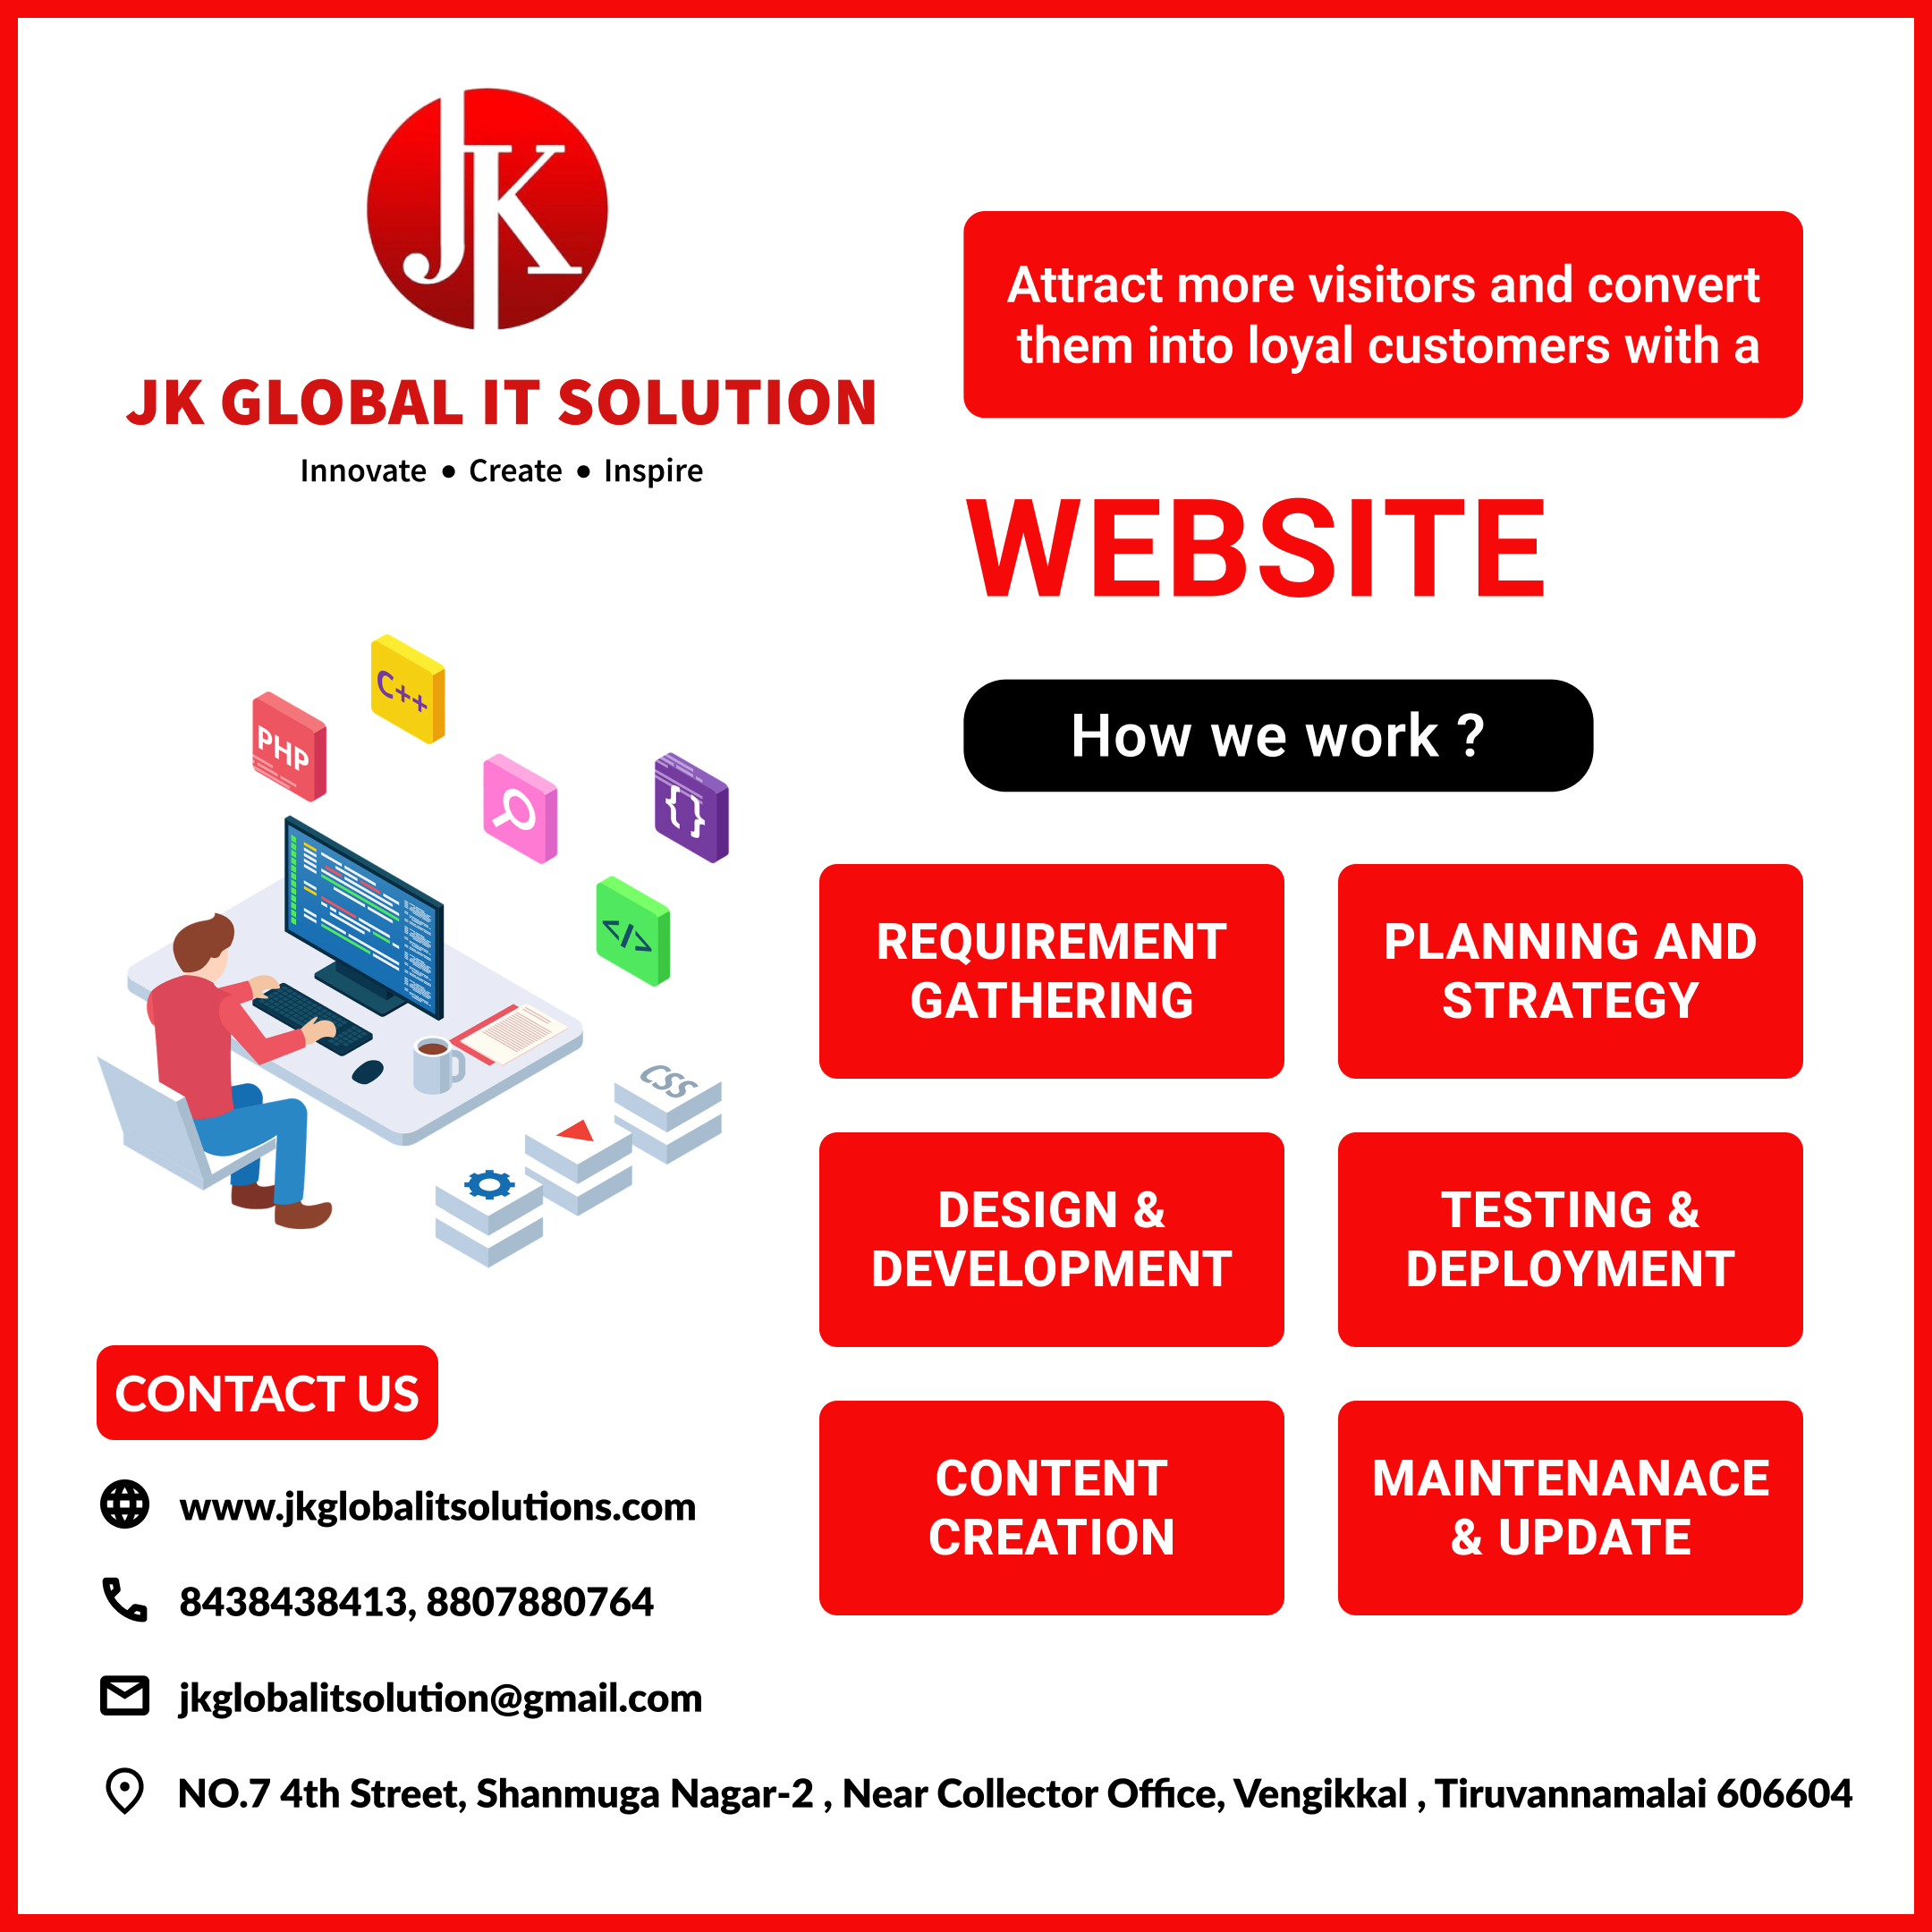 JK
JK GLOBAL IT SOLUTION
Innovate • Create • Inspire
Attract more visitors and convert
them into loyal customers with a
WEBSITE
How we work ?
C++
PHP
{}
</>
CSS
REQUIREMENT
GATHERING
PLANNING AND
STRATEGY
DESIGN &
DEVELOPMENT
TESTING &
DEPLOYMENT
CONTENT
CREATION
MAINTENANACE
& UPDATE
CONTACT US
www.jkglobalitsolutions.com
8438438413, 8807880764
jkglobalitsolution@gmail.com
NO.7 4th Street, Shanmuga Nagar-2 , Near Collector Office, Vengikkal , Tiruvannamalai 606604